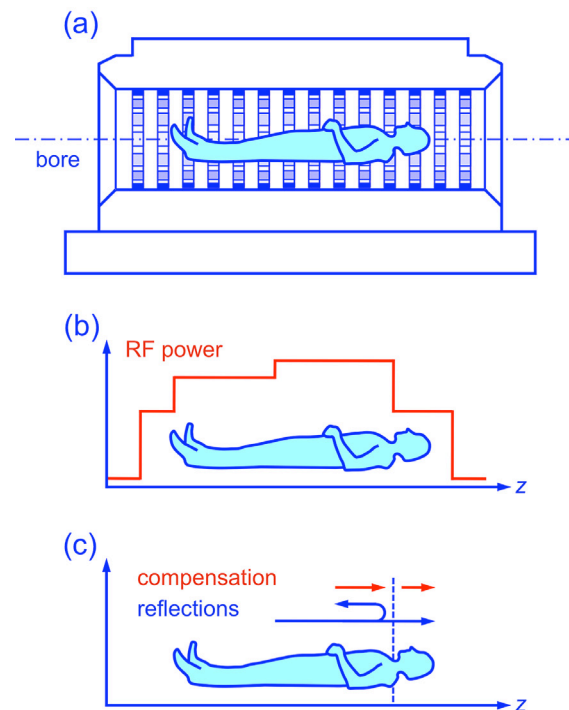 (a)
bore
(b)
RF power
z
(c)
compensation
reflections
z